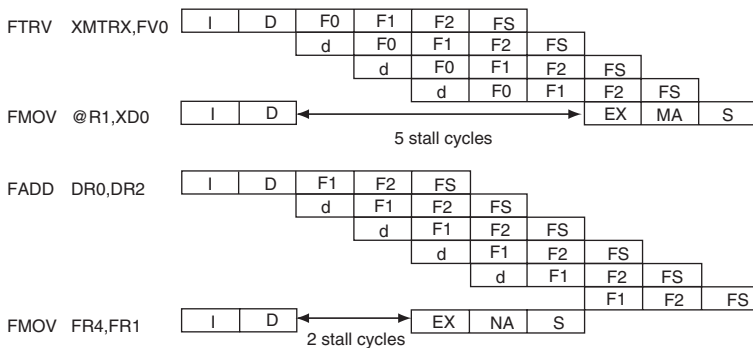 FTRV XMTRX,FV0 I D F0 F1 F2 FS
d F0 F1 F2 FS
d F0 F1 F2 FS
d F0 F1 F2 FS
FMOV @R1,XD0 I D EX MA S
5 stall cycles
FADD DR0,DR2 I D F1 F2 FS
d F1 F2 FS
d F1 F2 FS
d F1 F2 FS
d F1 F2 FS
F1 F2 FS
FMOV FR4,FR1 I D EX NA S
2 stall cycles